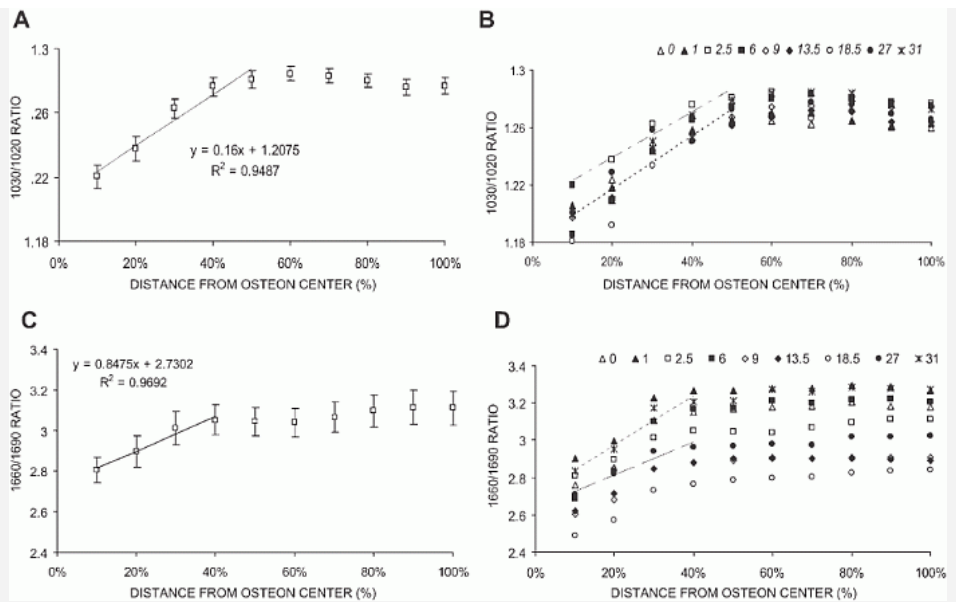 A
1.3
.26
.22
1.18
1030/1020 RATIO
y = 0.16x + 1.2075
R² = 0.9487
0% 20% 40% 60% 80% 100%
DISTANCE FROM OSTEON CENTER (%)
B
0 1 2.5 6 9 13.5 18.5 27 31
1.3
1.26
1.22
1.18
1030/1020 RATIO
0% 20% 40% 60% 80% 100%
DISTANCE FROM OSTEON CENTER (%)
C
y = 0.8475x + 2.7302
R² = 0.9692
3.4
3.2
3
2.8
2.6
2.4
1660/1690 RATIO
0% 20% 40% 60% 80% 100%
DISTANCE FROM OSTEON CENTER (%)
D
0 1 2.5 6 9 13.5 18.5 27 31
3.4
3.2
3
2.8
2.6
2.4
1660/1690 RATIO
0% 20% 40% 60% 80% 100%
DISTANCE FROM OSTEON CENTER (%)